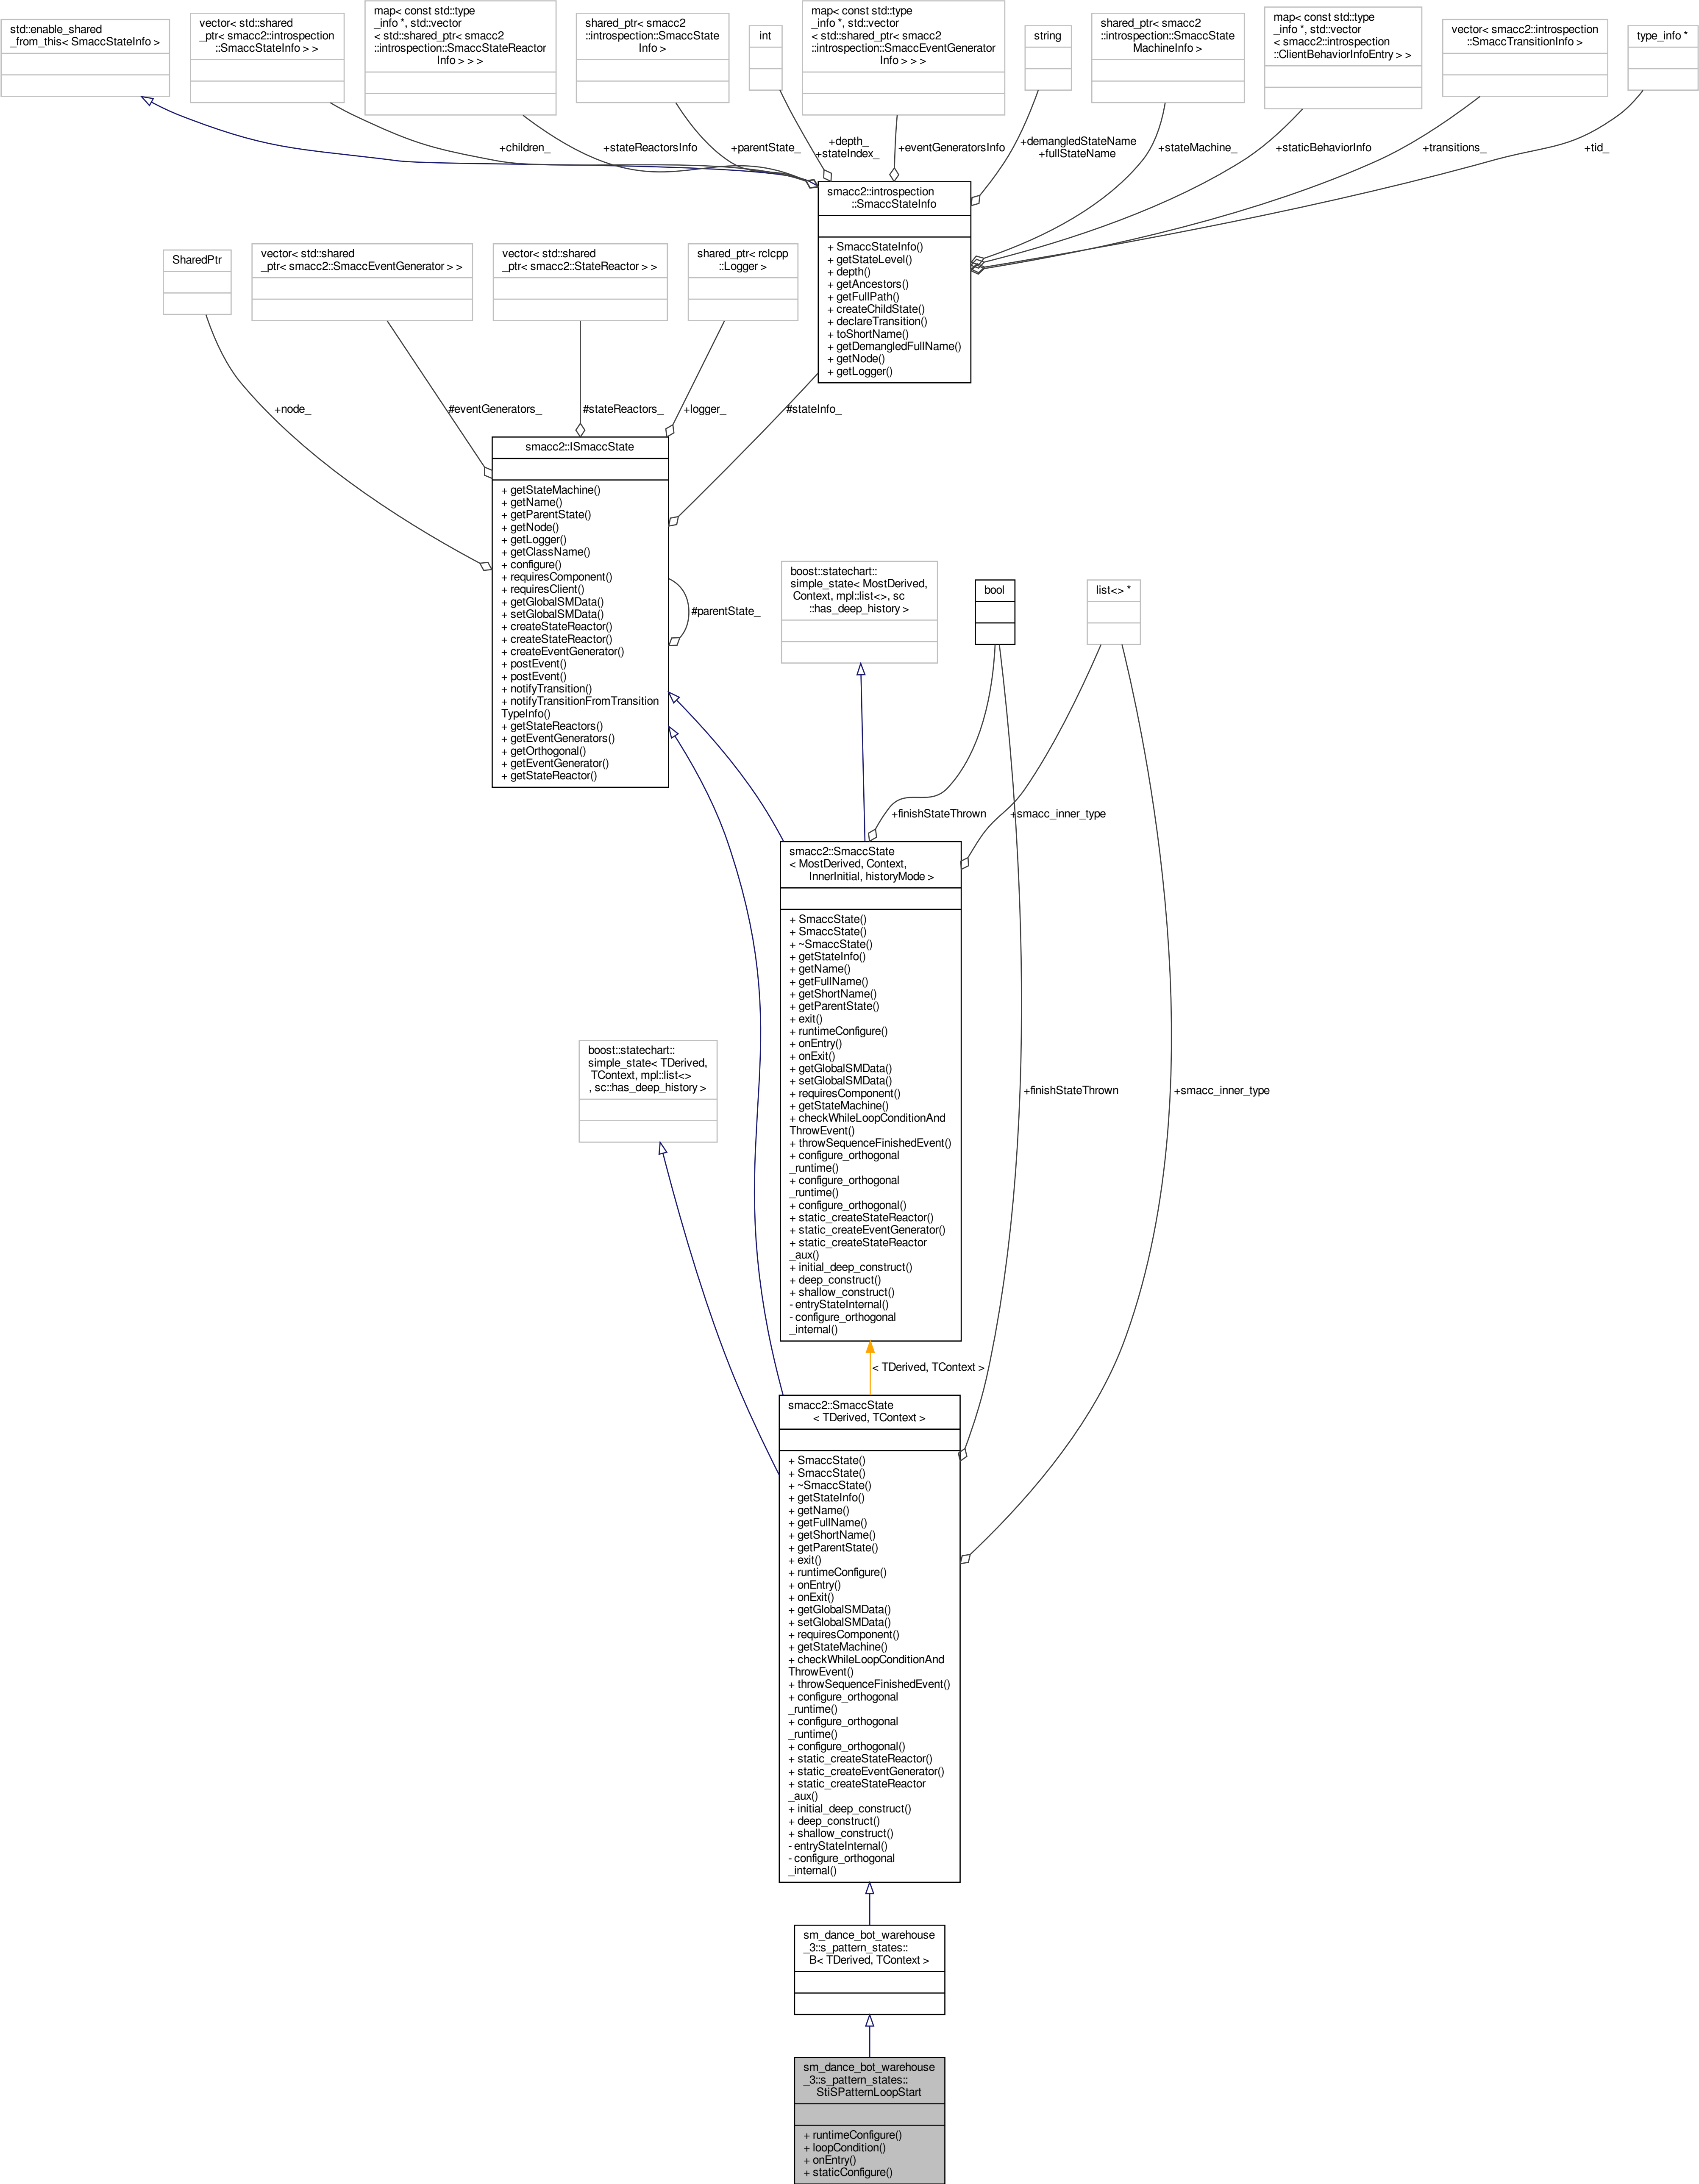 std::enable_shared
_from_this< SmaccStateInfo >
vector< std::shared
_ptr< smacc2::introspection
::SmaccStateInfo > >
map< const std::type
_info *, std::vector
< std::shared_ptr< smacc2
::introspection::SmaccStateReactor
Info > > >
shared_ptr< smacc2
::introspection::SmaccState
Info >
int
map< const std::type
_info *, std::vector
< std::shared_ptr< smacc2
::introspection::SmaccEventGenerator
Info > > >
string
shared_ptr< smacc2
::introspection::SmaccState
MachineInfo >
map< const std::type
_info *, std::vector
< smacc2::introspection
::ClientBehaviorInfoEntry > >
vector< smacc2::introspection
::SmaccTransitionInfo >
type_info *
+children_
+stateReactorsInfo
+parentState_
+depth_
+stateIndex_
+eventGeneratorsInfo
+demangledStateName
+fullStateName
+stateMachine_
+staticBehaviorInfo
+transitions_
+tid_
smacc2::introspection
::SmaccStateInfo
+ SmaccStateInfo()
+ getStateLevel()
+ depth()
+ getAncestors()
+ getFullPath()
+ createChildState()
+ declareTransition()
+ toShortName()
+ getDemangledFullName()
+ getNode()
+ getLogger()
SharedPtr
vector< std::shared
_ptr< smacc2::SmaccEventGenerator > >
vector< std::shared
_ptr< smacc2::StateReactor > >
shared_ptr< rclcpp
::Logger >
+node_
#eventGenerators_
#stateReactors_
+logger_
#stateInfo_
smacc2::ISmaccState
+ getStateMachine()
+ getName()
+ getParentState()
+ getNode()
+ getLogger()
+ getClassName()
+ configure()
+ requiresComponent()
+ requiresClient()
+ getGlobalSMData()
+ setGlobalSMData()
+ createStateReactor()
+ createStateReactor()
+ createEventGenerator()
+ postEvent()
+ postEvent()
+ notifyTransition()
+ notifyTransitionFromTransition
TypeInfo()
+ getStateReactors()
+ getEventGenerators()
+ getOrthogonal()
+ getEventGenerator()
+ getStateReactor()
#parentState_
boost::statechart::
simple_state< MostDerived,
Context, mpl::list<>, sc
::has_deep_history >
bool
list<> *
+finishStateThrown
+smacc_inner_type
smacc2::SmaccState
< MostDerived, Context,
InnerInitial, historyMode >
+ SmaccState()
+ SmaccState()
+ ~SmaccState()
+ getStateInfo()
+ getName()
+ getFullName()
+ getShortName()
+ getParentState()
+ exit()
+ runtimeConfigure()
+ onEntry()
+ onExit()
+ getGlobalSMData()
+ setGlobalSMData()
+ requiresComponent()
+ getStateMachine()
+ checkWhileLoopConditionAnd
ThrowEvent()
+ throwSequenceFinishedEvent()
+ configure_orthogonal
_runtime()
+ configure_orthogonal
_runtime()
+ configure_orthogonal()
+ static_createStateReactor()
+ static_createEventGenerator()
+ static_createStateReactor
_aux()
+ initial_deep_construct()
+ deep_construct()
+ shallow_construct()
- entryStateInternal()
- configure_orthogonal
_internal()
boost::statechart::
simple_state< TDerived,
TContext, mpl::list<>
, sc::has_deep_history >
+finishStateThrown
+smacc_inner_type
< TDerived, TContext >
smacc2::SmaccState
< TDerived, TContext >
+ SmaccState()
+ SmaccState()
+ ~SmaccState()
+ getStateInfo()
+ getName()
+ getFullName()
+ getShortName()
+ getParentState()
+ exit()
+ runtimeConfigure()
+ onEntry()
+ onExit()
+ getGlobalSMData()
+ setGlobalSMData()
+ requiresComponent()
+ getStateMachine()
+ checkWhileLoopConditionAnd
ThrowEvent()
+ throwSequenceFinishedEvent()
+ configure_orthogonal
_runtime()
+ configure_orthogonal
_runtime()
+ configure_orthogonal()
+ static_createStateReactor()
+ static_createEventGenerator()
+ static_createStateReactor
_aux()
+ initial_deep_construct()
+ deep_construct()
+ shallow_construct()
- entryStateInternal()
- configure_orthogonal
_internal()
sm_dance_bot_warehouse
_3::s_pattern_states::
B< TDerived, TContext >
sm_dance_bot_warehouse
_3::s_pattern_states::
StiSPatternLoopStart
+ runtimeConfigure()
+ loopCondition()
+ onEntry()
+ staticConfigure()